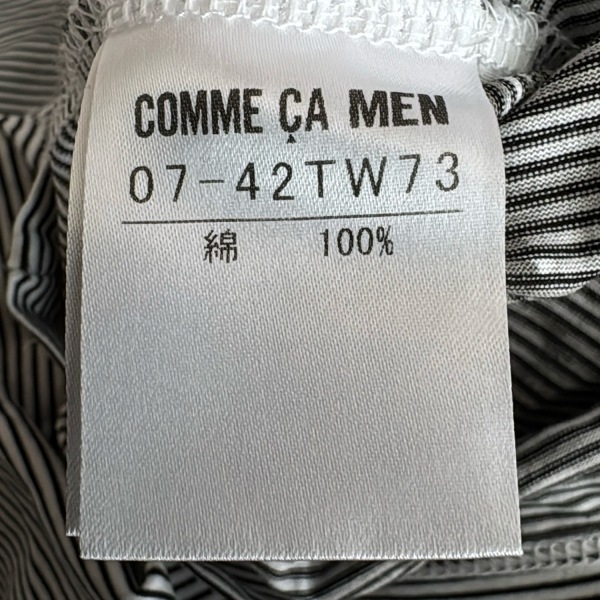 COMME ÇA MEN
07-42TW73
綿 100%